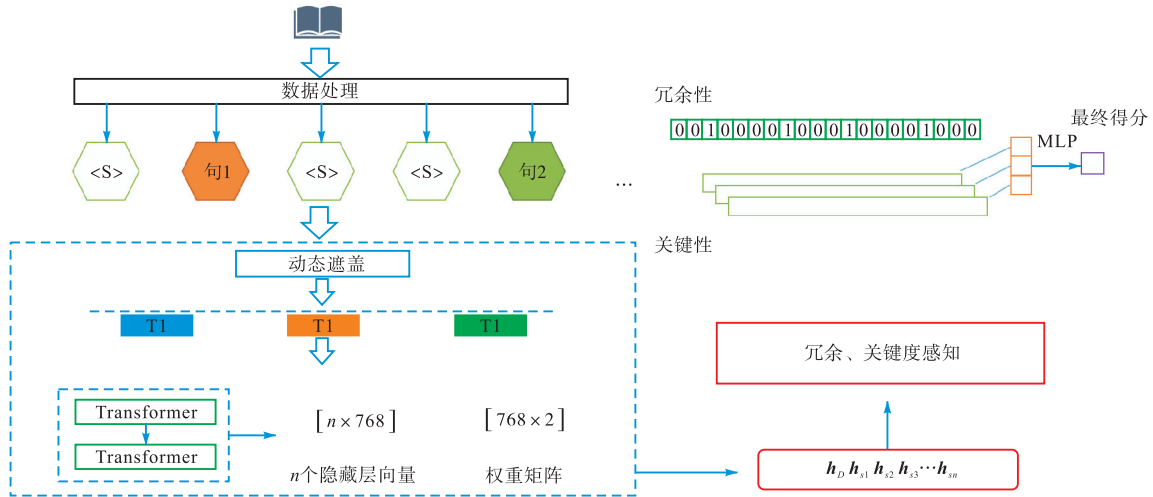 数据处理
<S>
句1
<S>
<S>
句2
...
动态遮盖
T1
T1
T1
Transformer
Transformer
[n×768]
[768×2]
n个隐藏层向量
权重矩阵
冗余性
0 0 1 0 0 0 0 1 0 0 0 1 0 0 0 0 1 0 0 0
MLP
最终得分
关键性
冗余、关键度感知
h_D h_s1 h_s2 h_s3…h_sn